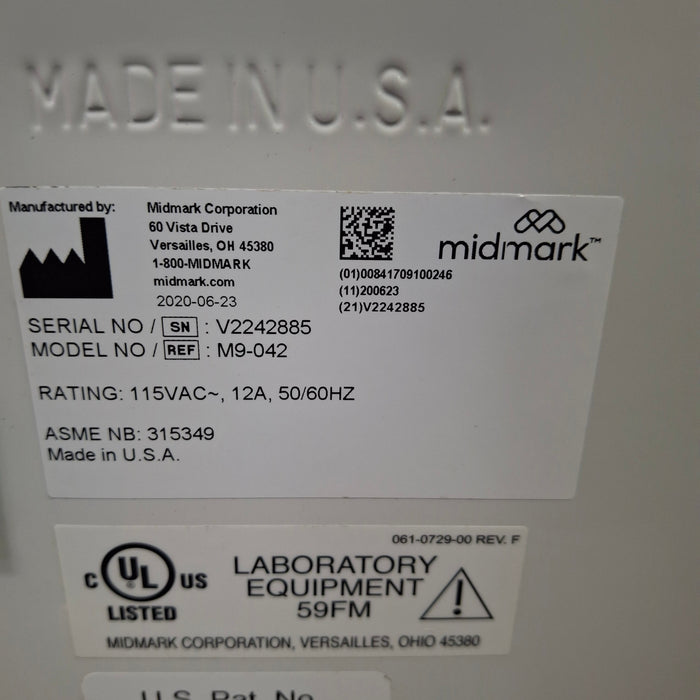 MADE IN U.S.A.
Manufactured by:
Midmark Corporation
60 Vista Drive
Versailles, OH 45380
1-800-MIDMARK
midmark.com
2020-06-23
midmark™
(01)00841709100246
(11)200623
(21)V2242885
SERIAL NO / SN : V2242885
MODEL NO / REF : M9-042
RATING: 115VAC~, 12A, 50/60HZ
ASME NB: 315349
Made in U.S.A.
061-0729-00 REV. F
C UL US
LISTED
LABORATORY
EQUIPMENT
59FM
!
MIDMARK CORPORATION, VERSAILLES, OHIO 45380
U.S. Pat. No.